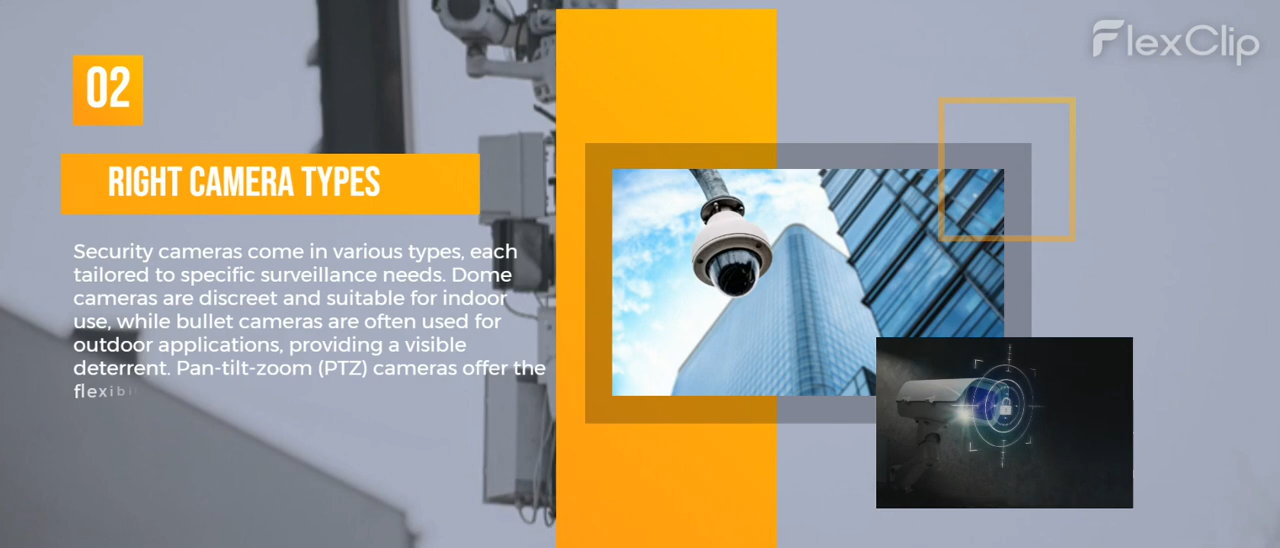 02
RIGHT CAMERA TYPES
Security cameras come in various types, each
tailored to specific surveillance needs. Dome
cameras are discreet and suitable for indoor
use, while bullet cameras are often used for
outdoor applications, providing a visible
deterrent. Pan-tilt-zoom (PTZ) cameras offer the
flexibi
FlexClip